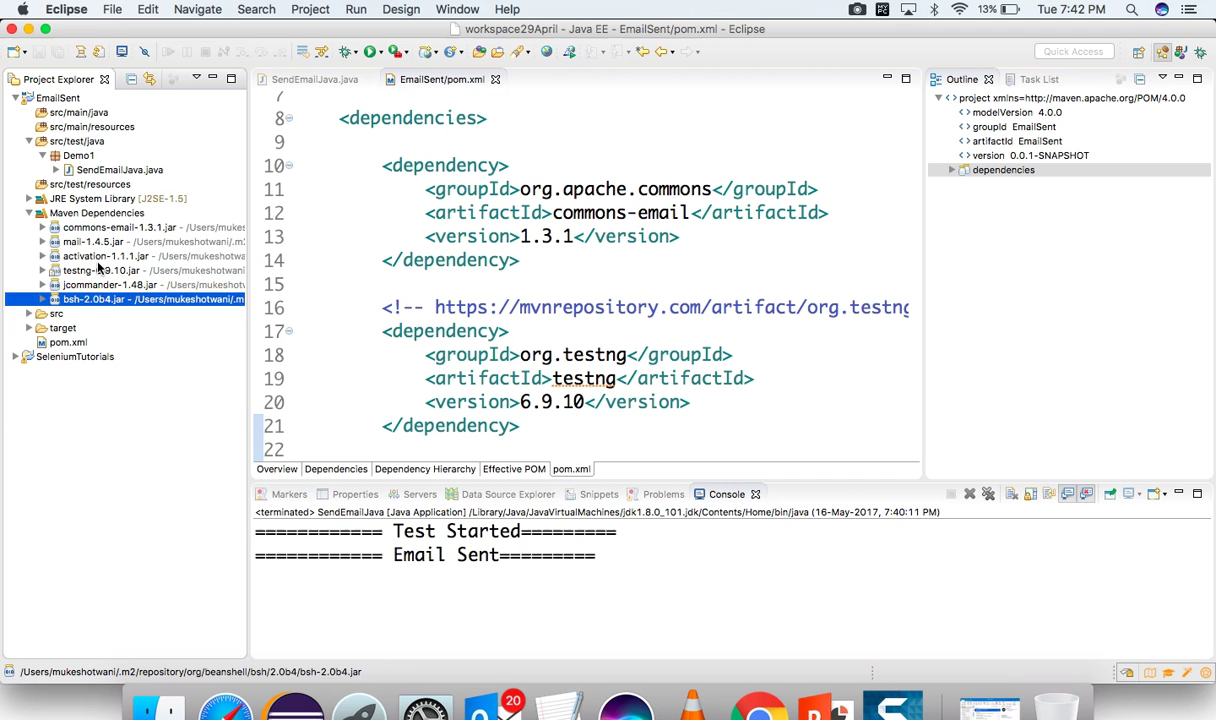 Eclipse File Edit Navigate Search Project Run Design Window Help 13% Tue 7:42 PM
workspace29April - Java EE - EmailSent/pom.xml - Eclipse
Quick Access
Project Explorer
EmailSent
src/main/java
src/main/resources
src/test/java
Demo1
SendEmailJava.java
src/test/resources
JRE System Library [J2SE-1.5]
Maven Dependencies
commons-email-1.3.1.jar - /Users/mukes
mail-1.4.5.jar - /Users/mukeshotwani/.m2
activation-1.1.1.jar - /Users/mukeshotwa
9.10.jar - /Users/mukeshotwani/
jcommander-1.48.jar - /Users/mukeshotw
bsh-2.0b4.jar - /Users/mukeshotwani/.m
src
target
pom.xml
SeleniumTutorials
SendEmailJava.java EmailSent/pom.xml
7
8 <dependencies>
9
10 <dependency>
11 <groupId>org.apache.commons</groupId>
12 <artifactId>commons-email</artifactId>
13 <version>1.3.1</version>
14 </dependency>
15
16 <!-- https://mvnrepository.com/artifact/org.testng
17 <dependency>
18 <groupId>org.testng</groupId>
19 <artifactId>testng</artifactId>
20 <version>6.9.10</version>
21 </dependency>
22
Overview Dependencies Dependency Hierarchy Effective POM pom.xml
Outline Task List
project xmlns=http://maven.apache.org/POM/4.0.0
modelVersion 4.0.0
groupId EmailSent
artifactId EmailSent
version 0.0.1-SNAPSHOT
dependencies
Markers Properties Servers Data Source Explorer Snippets Problems Console
<terminated> SendEmailJava [Java Application] /Library/Java/JavaVirtualMachines/jdk1.8.0_101.jdk/Contents/Home/bin/java (16-May-2017, 7:40:11 PM)
============ Test Started=========
============ Email Sent=========
/Users/mukeshotwani/.m2/repository/org/beanshell/bsh/2.0b4/bsh-2.0b4.jar
20